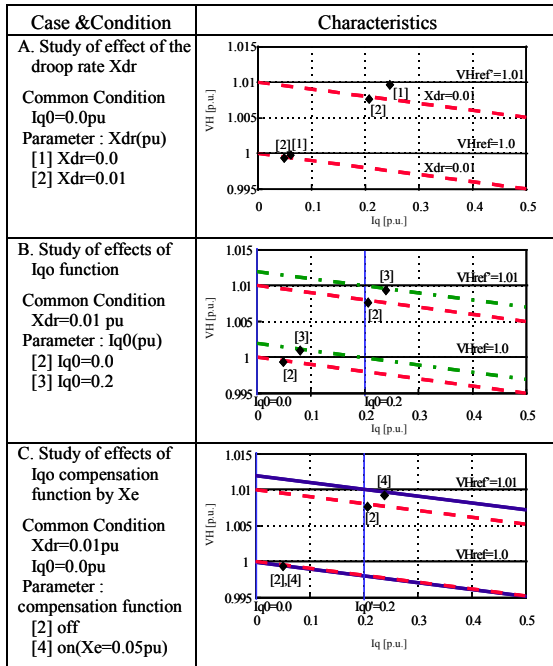 Case &Condition
Characteristics
A. Study of effect of the
droop rate Xdr
Common Condition
Iq0=0.0pu
Parameter : Xdr(pu)
[1] Xdr=0.0
[2] Xdr=0.01
1.015
1.01
1.005
1
0.995
VH [p.u.]
VHref'=1.01
Xdr=0.01
[1]
[2]
[2]
[1]
VHref=1.0
Xdr=0.01
0
0.1
0.2
0.3
0.4
0.5
Iq [p.u.]
B. Study of effects of
Iqo function
Common Condition
Xdr=0.01 pu
Parameter : Iq0(pu)
[2] Iq0=0.0
[3] Iq0=0.2
1.015
1.01
1.005
1
0.995
VH [p.u.]
[3]
VHref'=1.01
[2]
[3]
VHref=1.0
[2]
Iq0=0.0
Iq0=0.2
0
0.1
0.2
0.3
0.4
0.5
Iq [p.u.]
C. Study of effects of
Iqo compensation
function by Xe
Common Condition
Xdr=0.01pu
Iq0=0.0pu
Parameter :
compensation function
[2] off
[4] on(Xe=0.05pu)
1.015
1.01
1.005
1
0.995
VH [p.u.]
[4]
VHref'=1.01
[2]
VHref=1.0
[2],[4]
Iq0=0.0
Iq0'=0.2
0
0.1
0.2
0.3
0.4
0.5
Iq [p.u.]